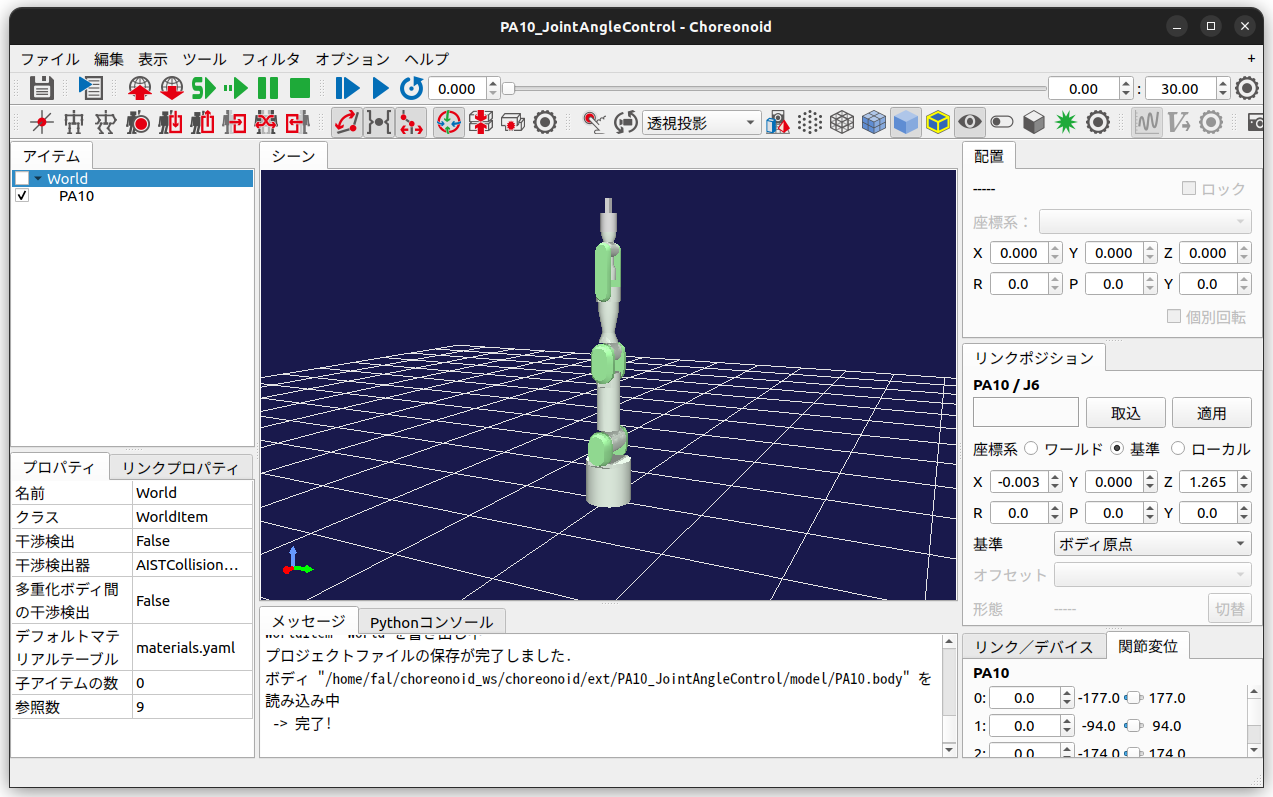 PA10_JointAngleControl - Choreonoid
ファイル 編集 表示 ツール フィルタ オプション ヘルプ +
0.000 0.00 : 30.00
透視投影
アイテム
World
PA10
シーン
プロパティ リンクプロパティ
名前 World
クラス WorldItem
干渉検出 False
干渉検出器 AISTCollision...
多重化ボディ間の干渉検出 False
デフォルトマテリアルテーブル materials.yaml
子アイテムの数 0
参照数 9
メッセージ Pythonコンソール
プロジェクトファイルの保存が完了しました.
ボディ "/home/fal/choreonoid_ws/choreonoid/ext/PA10_JointAngleControl/model/PA10.body" を
読み込み中
-> 完了!
配置
----- ロック
座標系：
X 0.000 Y 0.000 Z 0.000
R 0.0 P 0.0 Y 0.0
個別回転
リンクポジション
PA10 / J6
取込 適用
座標系 ワールド 基準 ローカル
X -0.003 Y 0.000 Z 1.265
R 0.0 P 0.0 Y 0.0
基準 ボディ原点
オフセット
形態 ----- 切替
リンク／デバイス 関節変位
PA10
0: 0.0 -177.0 177.0
1: 0.0 -94.0 94.0
2: 0.0 -174.0 174.0